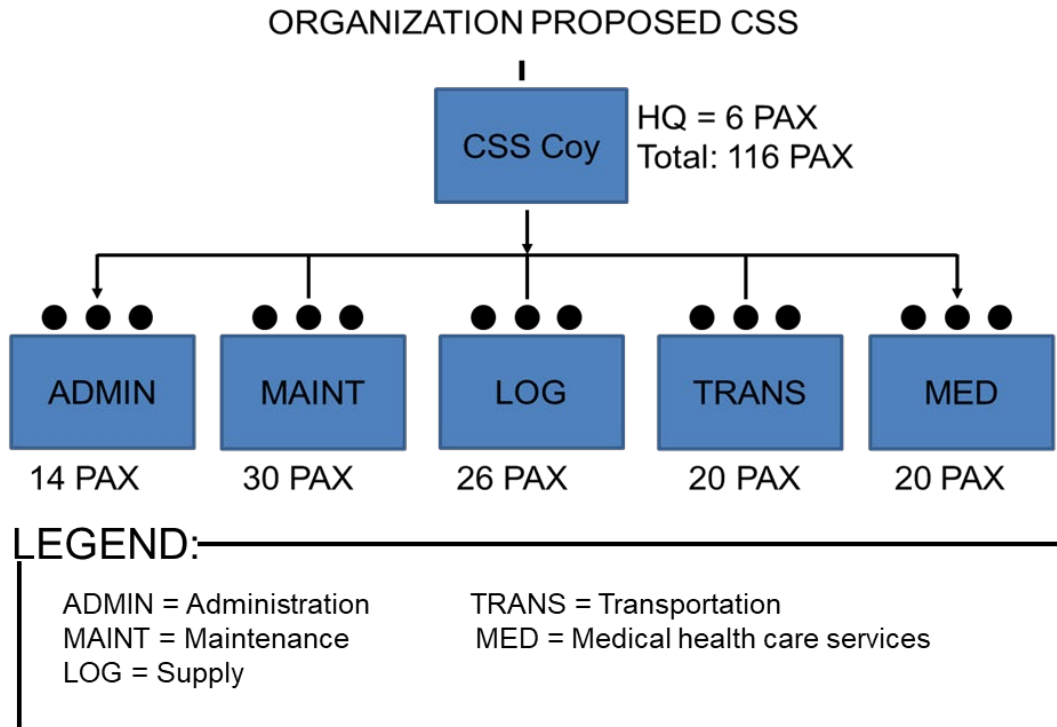 ORGANIZATION PROPOSED CSS
CSS Coy
HQ = 6 PAX
Total: 116 PAX
ADMIN MAINT LOG TRANS MED
14 PAX 30 PAX 26 PAX 20 PAX 20 PAX
LEGEND:
ADMIN = Administration
MAINT = Maintenance
LOG = Supply
TRANS = Transportation
MED = Medical health care services